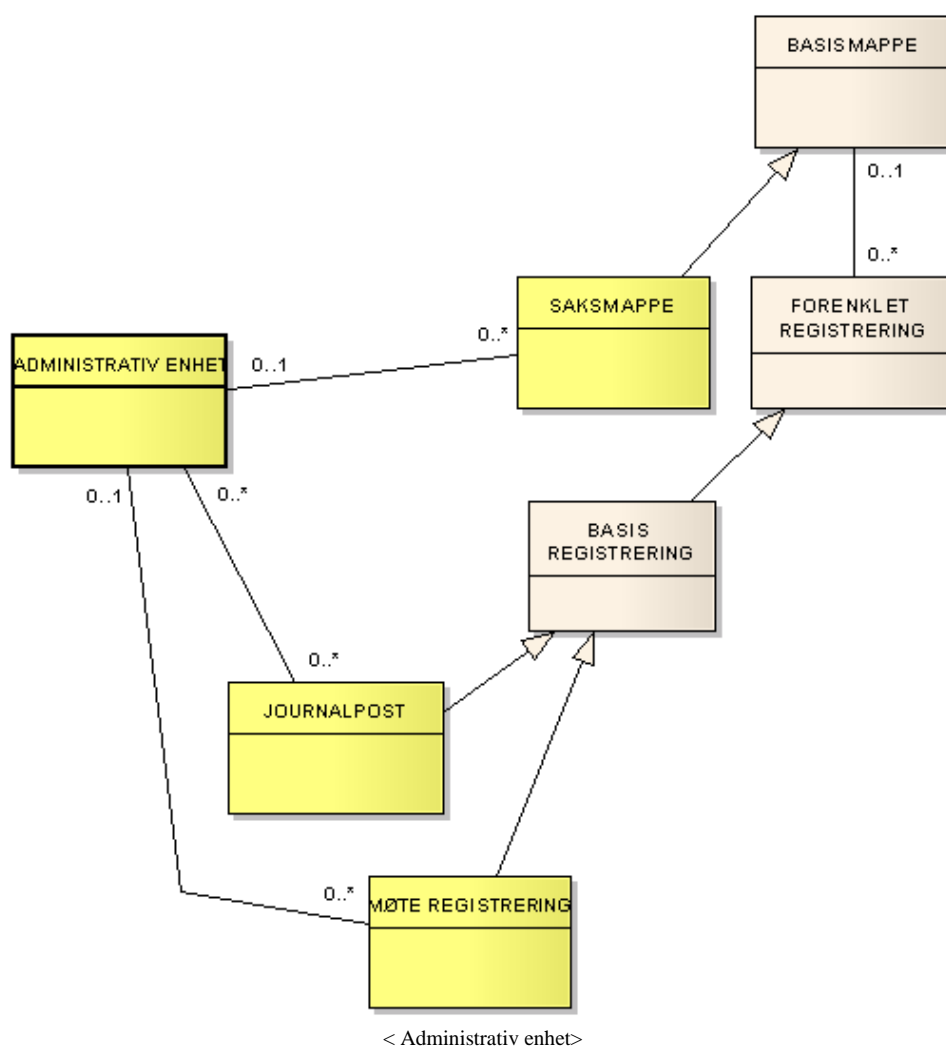 BASISMAPPE
0..1
0..*
SAKSMAPPE
FORENKLET
REGISTRERING
ADMINISTRATIV ENHET
0..1
0..*
0..1
0..*
BASIS
REGISTRERING
0..*
JOURNALPOST
0..*
MØTE REGISTRERING
< Administrativ enhet>